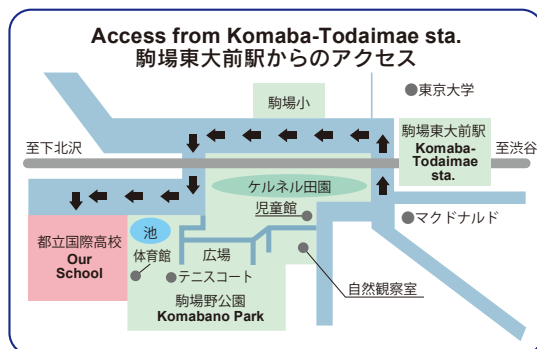 Access from Komaba-Todaimae sta.
駒場東大前駅からのアクセス
駒場小
東京大学
至下北沢
駒場東大前駅
Komaba-
Todaimae
sta.
至渋谷
ケルネル田園
児童館
マクドナルド
都立国際高校
Our
School
池
体育館
広場
テニスコート
自然観察室
駒場野公園
Komabano Park